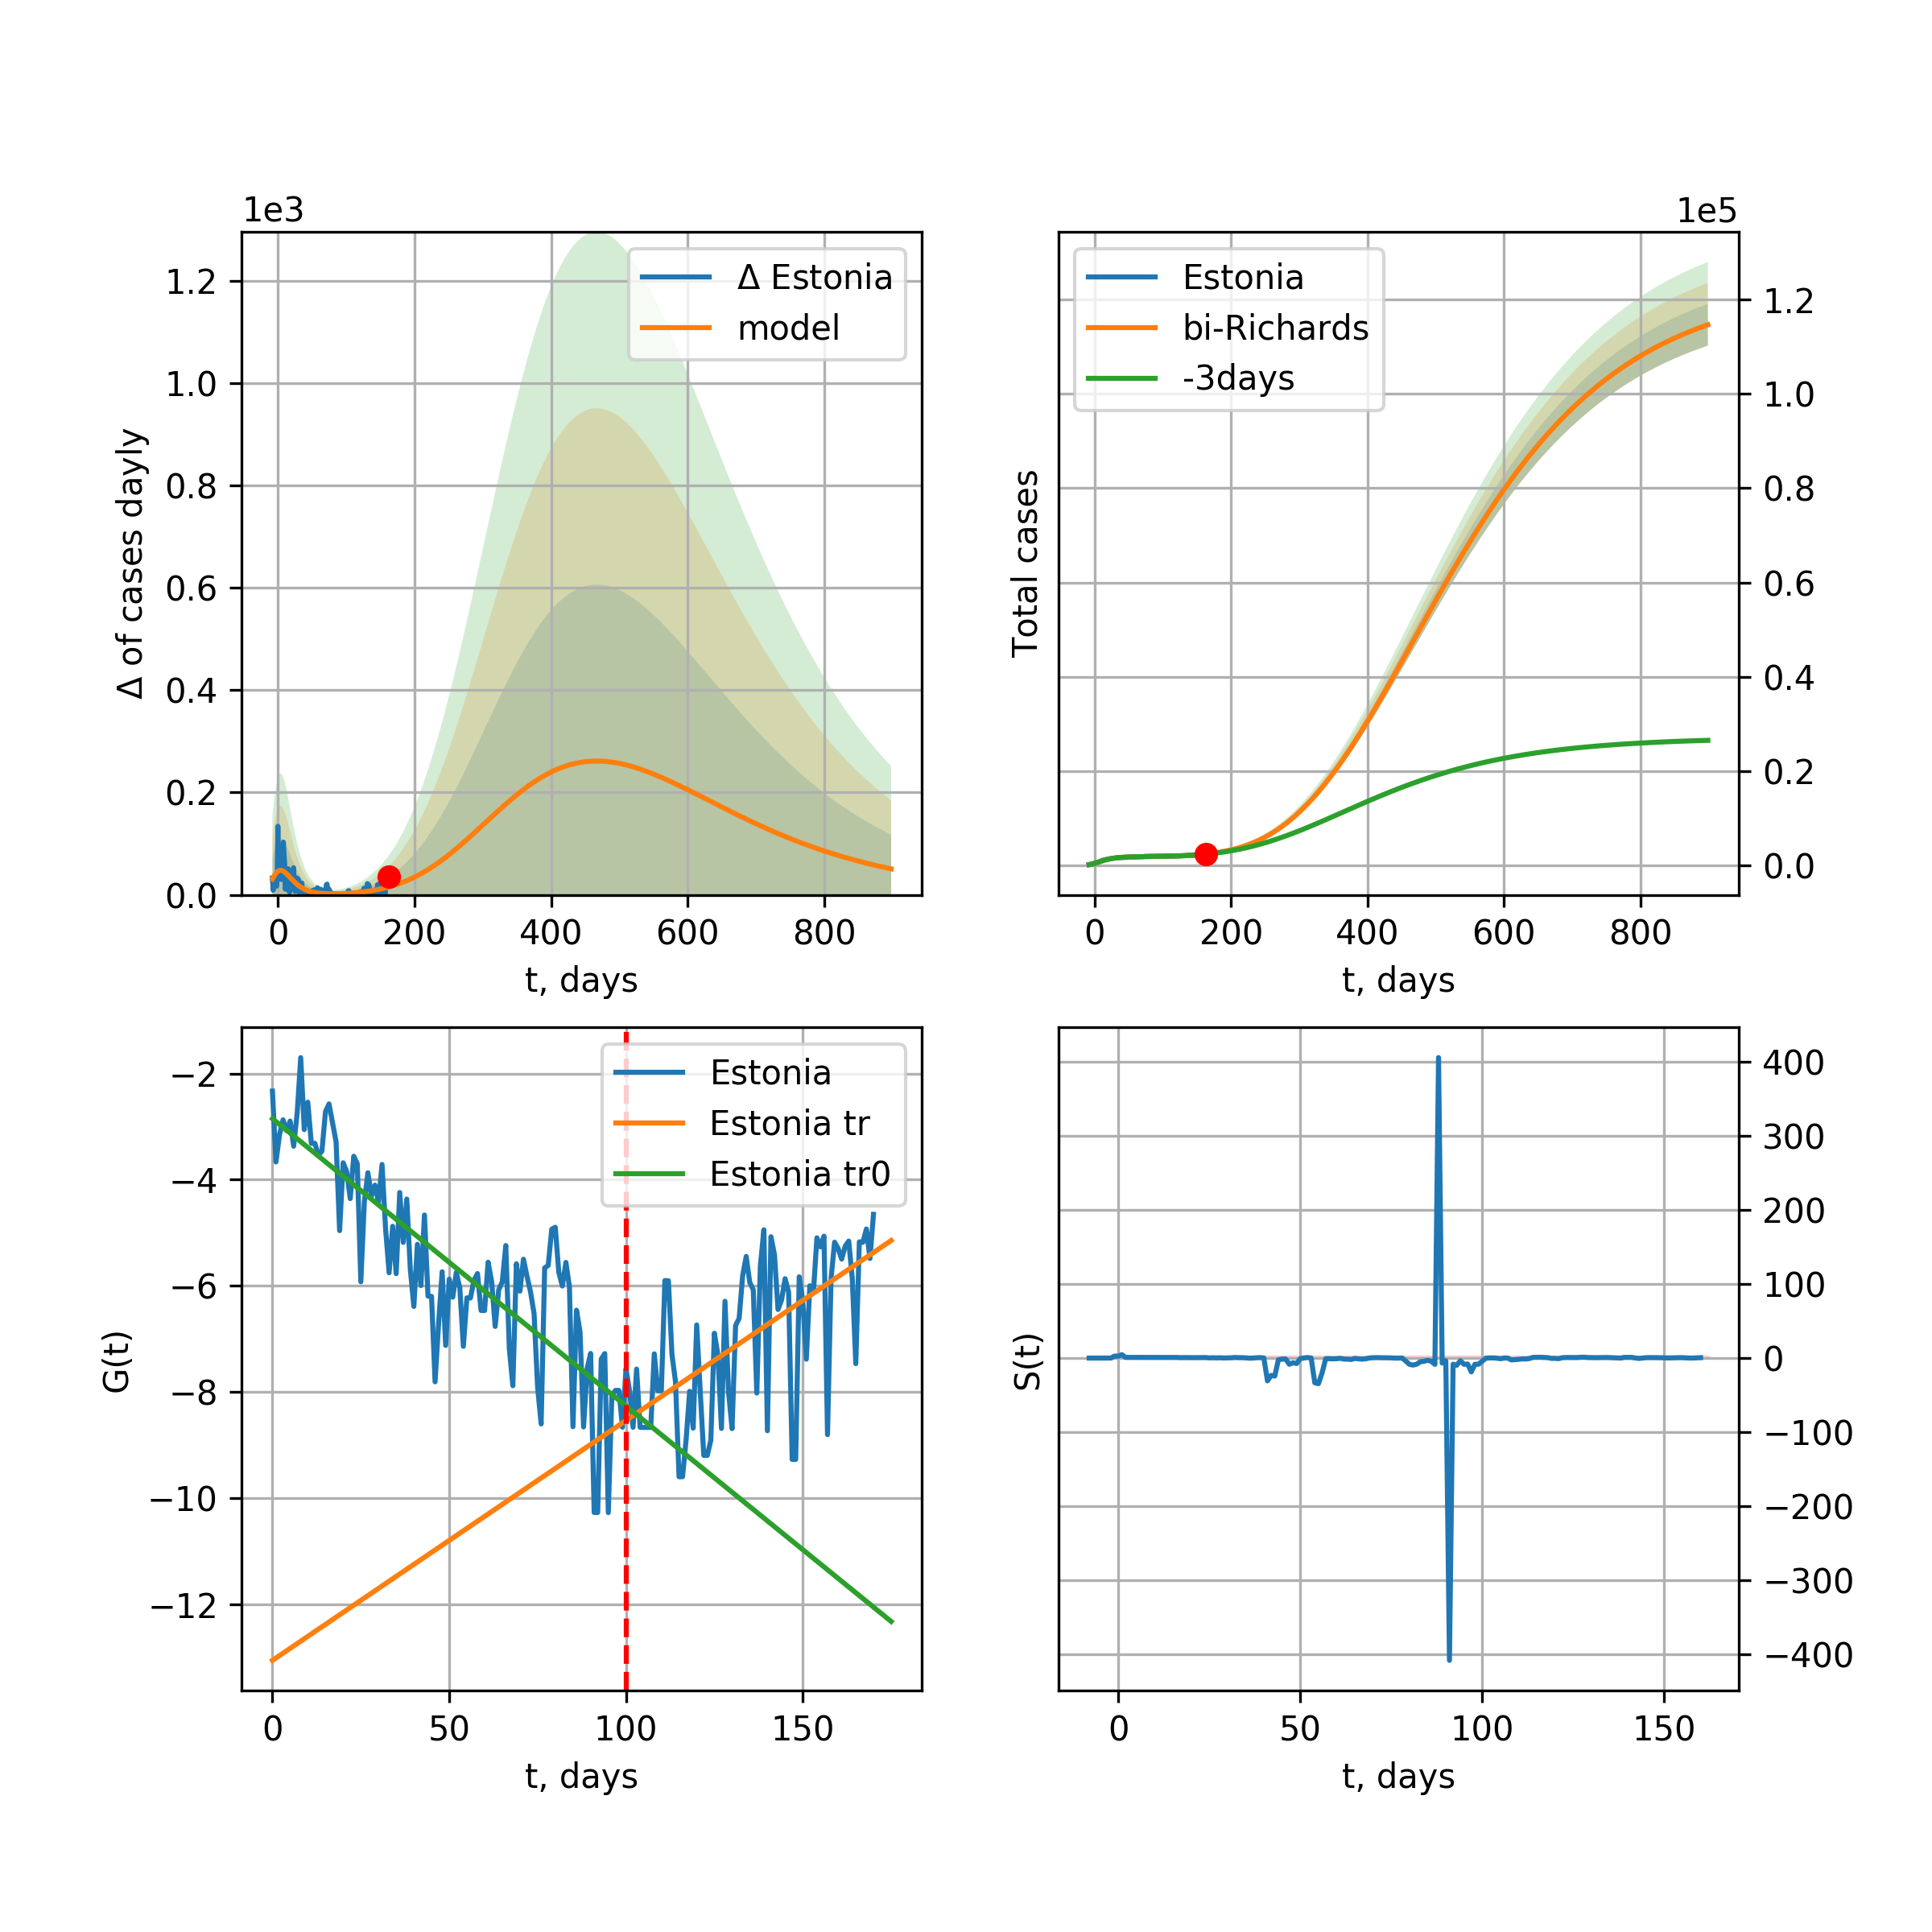 1e3
1.2
1.0
0.8
0.6
0.4
0.2
0.0
Δ of cases dayly
Δ Estonia
model
0 200 400 600 800
t, days
1e5
Estonia
bi-Richards
-3days
Total cases
1.2
1.0
0.8
0.6
0.4
0.2
0.0
0 200 400 600 800
t, days
−2
−4
−6
−8
−10
−12
G(t)
Estonia
Estonia tr
Estonia tr0
0 50 100 150
t, days
S(t)
400
300
200
100
0
−100
−200
−300
−400
0 50 100 150
t, days